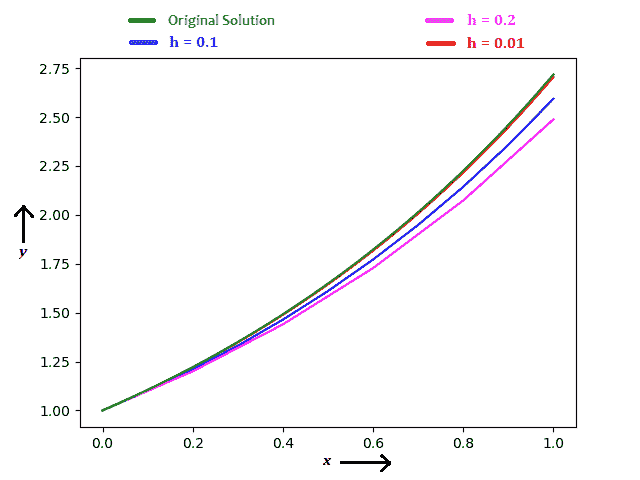 Original Solution
h = 0.2
h = 0.1
h = 0.01
2.75
2.50
2.25
2.00
1.75
1.50
1.25
1.00
y
0.0 0.2 0.4 0.6 0.8 1.0
x